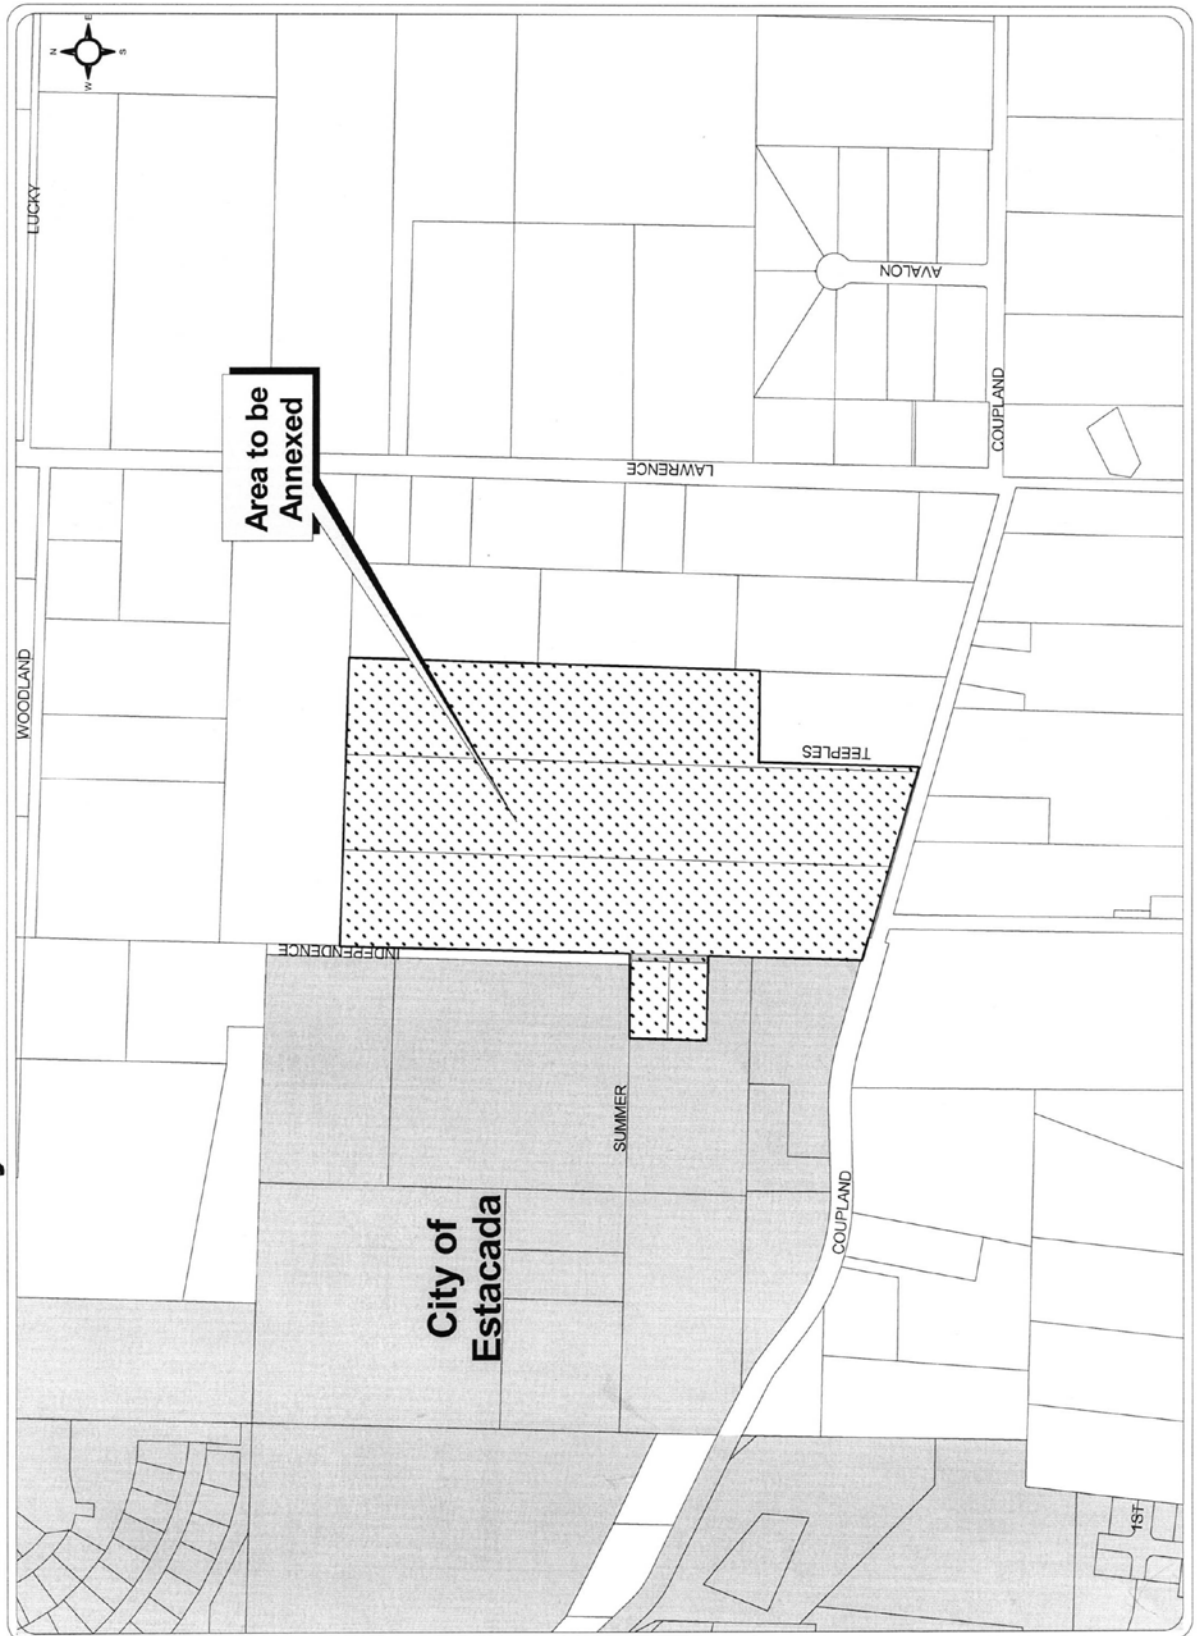 WOODLAND
LUCKY
N
W
E
S
Area to be
Annexed
INDEPENDENCE
City of
Estacada
SUMMER
LAWRENCE
TEEPLES
COUPLAND
AVALON
COUPLAND
1ST